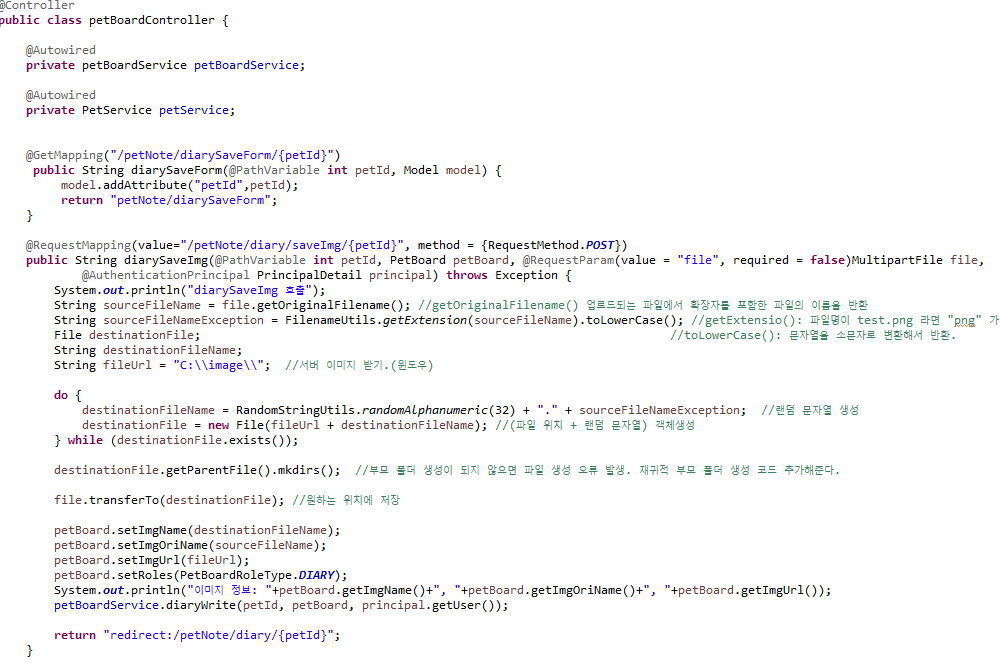 @Controller
public class petBoardController {
@Autowired
private petBoardService petBoardService;
@Autowired
private PetService petService;
@GetMapping("/petNote/diarySaveForm/{petId}")
public String diarySaveForm(@PathVariable int petId, Model model) {
model.addAttribute("petId",petId);
return "petNote/diarySaveForm";
}
@RequestMapping(value="/petNote/diary/saveImg/{petId}", method = {RequestMethod.POST})
public String diarySaveImg(@PathVariable int petId, PetBoard petBoard, @RequestParam(value = "file", required = false)MultipartFile file,
@AuthenticationPrincipal PrincipalDetail principal) throws Exception {
System.out.println("diarySaveImg 호출");
String sourceFileName = file.getOriginalFilename(); //getOriginalFilename() 업로드되는 파일에서 확장자를 포함한 파일의 이름을 반환
String sourceFileNameException = FilenameUtils.getExtension(sourceFileName).toLowerCase(); //getExtensio(): 파일명이 test.png 라면 "png" 가
File destinationFile; //toLowerCase(): 문자열을 소문자로 변환해서 반환.
String destinationFileName;
String fileUrl = "C:\\image\\"; //서버 이미지 받기.(윈도우)
do {
destinationFileName = RandomStringUtils.randomAlphanumeric(32) + "." + sourceFileNameException; //랜덤 문자열 생성
destinationFile = new File(fileUrl + destinationFileName); //(파일 위치 + 랜덤 문자열) 객체생성
} while (destinationFile.exists());
destinationFile.getParentFile().mkdirs(); //부모 폴더 생성이 되지 않으면 파일 생성 오류 발생. 재귀적 부모 폴더 생성 코드 추가해준다.
file.transferTo(destinationFile); //원하는 위치에 저장
petBoard.setImgName(destinationFileName);
petBoard.setImgOriName(sourceFileName);
petBoard.setImgUrl(fileUrl);
petBoard.setRoles(PetBoardRoleType.DIARY);
System.out.println("이미지 정보: "+petBoard.getImgName()+", "+petBoard.getImgOriName()+", "+petBoard.getImgUrl());
petBoardService.diaryWrite(petId, petBoard, principal.getUser());
return "redirect:/petNote/diary/{petId}";
}